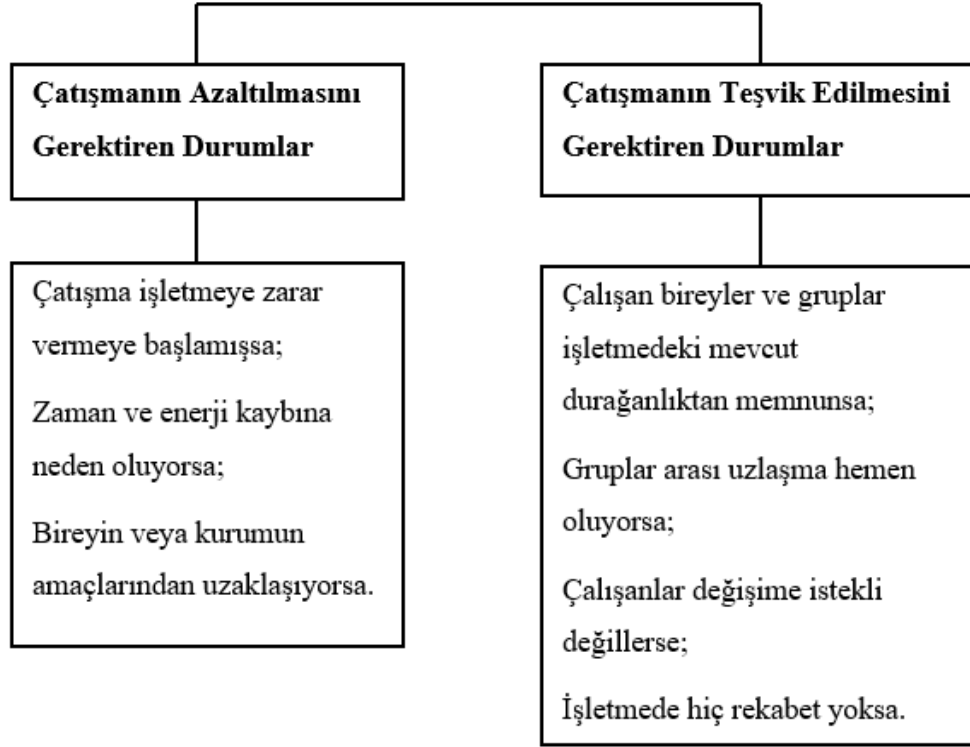 Çatışmanın Azaltılmasını
Gerektiren Durumlar
Çatışma işletmeye zarar
vermeye başlamışsa;
Zaman ve enerji kaybına
neden oluyorsa;
Bireyin veya kurumun
amaçlarından uzaklaşıyorsa.
Çatışmanın Teşvik Edilmesini
Gerektiren Durumlar
Çalışan bireyler ve gruplar
işletmedeki mevcut
durağanlıktan memnunsa;
Gruplar arası uzlaşma hemen
oluyorsa;
Çalışanlar değişime istekli
değillerse;
İşletmede hiç rekabet yoksa.